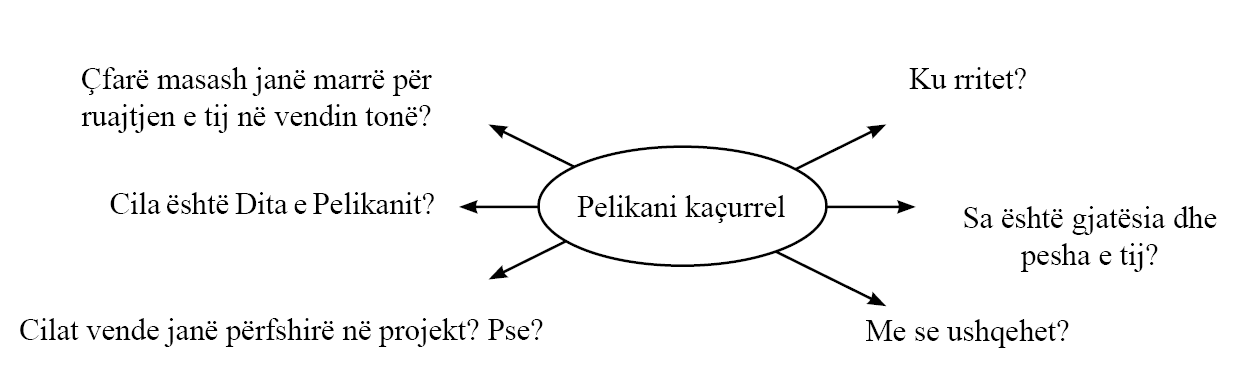 Çfarë masash janë marrë për
ruajtjen e tij në vendin tonë?
Ku rritet?
Cila është Dita e Pelikanit?
Pelikani kaçurrel
Sa është gjatësia dhe
pesha e tij?
Cilat vende janë përfshirë në projekt? Pse?
Me se ushqehet?